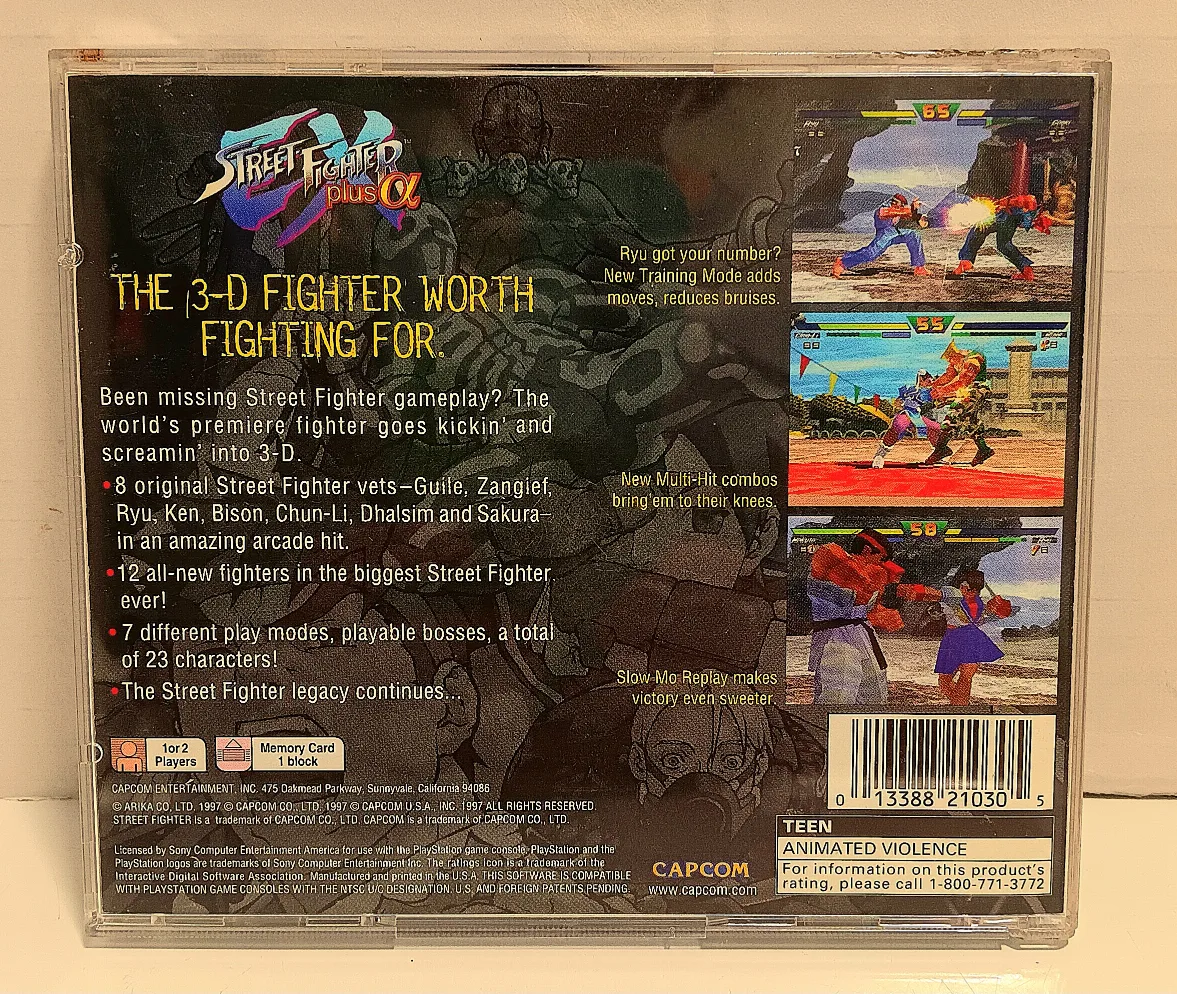 EX
STREET FIGHTER™
plus α
THE 3-D FIGHTER WORTH
FIGHTING FOR.
Been missing Street Fighter gameplay? The
world's premiere fighter goes kickin' and
screamin' into 3-D.
•8 original Street Fighter vets–Guile, Zangief,
Ryu, Ken, Bison, Chun-Li, Dhalsim and Sakura–
in an amazing arcade hit.
•12 all-new fighters in the biggest Street Fighter
ever!
•7 different play modes, playable bosses, a total
of 23 characters!
•The Street Fighter legacy continues...
65
Ryu got your number?
New Training Mode adds
moves, reduces bruises.
55
New Multi-Hit combos
bring'em to their knees.
58
Slow Mo Replay makes
victory even sweeter.
1 or 2
Players
Memory Card
1 block
CAPCOM ENTERTAINMENT, INC. 475 Oakmead Parkway, Sunnyvale, California 94086
© ARIKA CO., LTD. 1997 © CAPCOM CO., LTD. 1997 © CAPCOM U.S.A., INC. 1997 ALL RIGHTS RESERVED.
STREET FIGHTER is a trademark of CAPCOM CO., LTD. CAPCOM is a trademark of CAPCOM CO., LTD.
Licensed by Sony Computer Entertainment America for use with the PlayStation game console. PlayStation and the
PlayStation logos are trademarks of Sony Computer Entertainment Inc. The ratings icon is a trademark of the
Interactive Digital Software Association. Manufactured and printed in the U.S.A. THIS SOFTWARE IS COMPATIBLE
WITH PLAYSTATION GAME CONSOLES WITH THE NTSC U/C DESIGNATION. U.S. AND FOREIGN PATENTS PENDING.
CAPCOM
www.capcom.com
0 13388 21030 5
TEEN
ANIMATED VIOLENCE
For information on this product's
rating, please call 1-800-771-3772